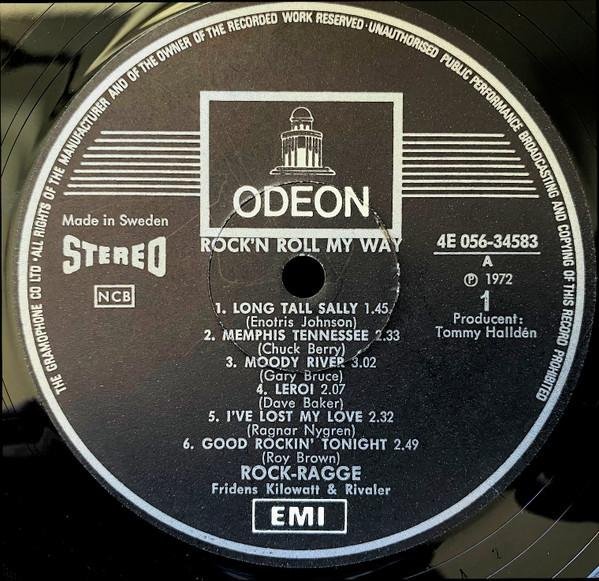 THE GRAMOPHONE CO LTD · ALL RIGHTS OF THE MANUFACTURER AND OF THE OWNER OF THE RECORDED WORK RESERVED · UNAUTHORISED PUBLIC PERFORMANCE BROADCASTING AND COPYING OF THIS RECORD PROHIBITED
ODEON
Made in Sweden
STEREO
NCB
ROCK'N ROLL MY WAY
4E 056-34583
A
Ⓟ 1972
1
Producent:
Tommy Halldén
1. LONG TALL SALLY 1.45
(Enotris Johnson)
2. MEMPHIS TENNESSEE 2.33
(Chuck Berry)
3. MOODY RIVER 3.02
(Gary Bruce)
4. LEROI 2.07
(Dave Baker)
5. I'VE LOST MY LOVE 2.32
(Ragnar Nygren)
6. GOOD ROCKIN' TONIGHT 2.49
(Roy Brown)
ROCK-RAGGE
Fridens Kilowatt & Rivaler
EMI